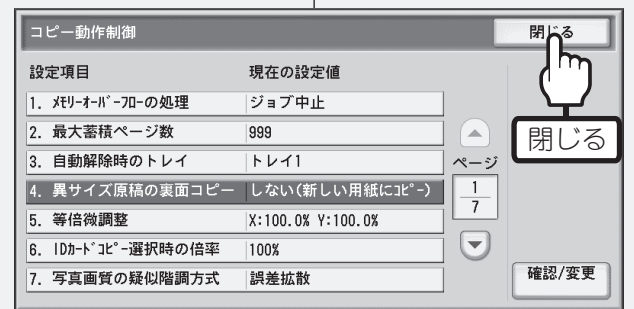 コピー動作制御 閉じる
設定項目 現在の設定値
1. ﾒﾓﾘｰｵｰﾊﾞｰﾌﾛｰの処理 ジョブ中止
2. 最大蓄積ページ数 999
3. 自動解除時のトレイ トレイ1
4. 異サイズ原稿の裏面コピー しない(新しい用紙にｺﾋﾟｰ)
5. 等倍微調整 X:100.0% Y:100.0%
6. IDｶｰﾄﾞｺﾋﾟｰ選択時の倍率 100%
7. 写真画質の疑似階調方式 誤差拡散
閉じる
ページ
1
7
確認/変更